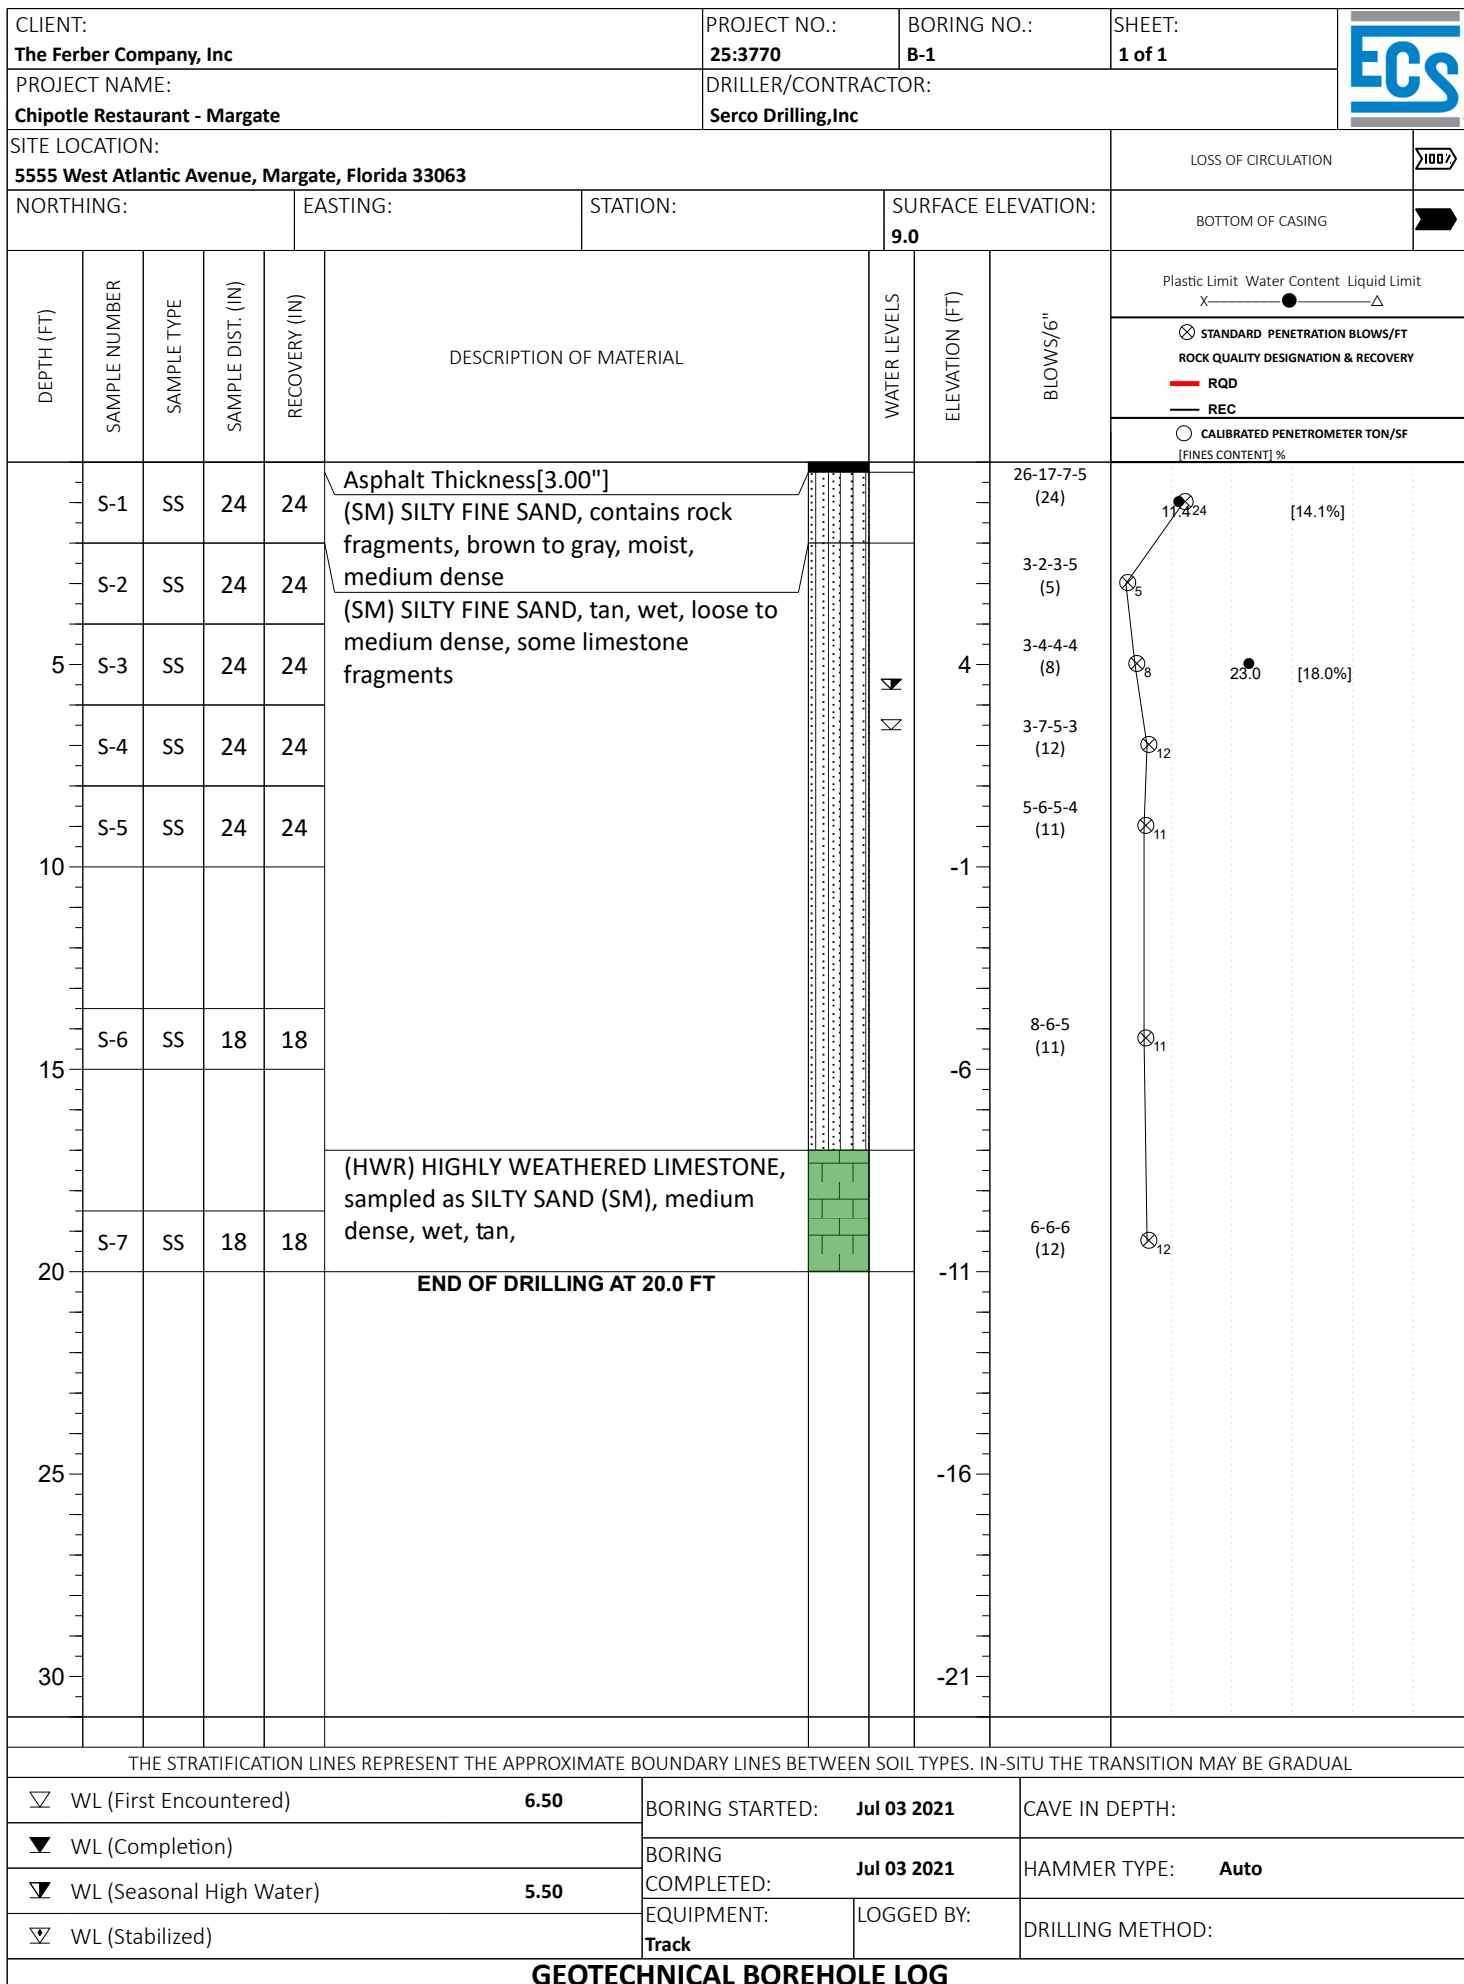 CLIENT:
The Ferber Company, Inc
PROJECT NO.:
25:3770
BORING NO.:
B-1
SHEET:
1 of 1
ECS
PROJECT NAME:
Chipotle Restaurant - Margate
DRILLER/CONTRACTOR:
Serco Drilling,Inc
SITE LOCATION:
5555 West Atlantic Avenue, Margate, Florida 33063
LOSS OF CIRCULATION
100%
NORTHING:
EASTING:
STATION:
SURFACE ELEVATION:
9.0
BOTTOM OF CASING
DEPTH (FT)
SAMPLE NUMBER
SAMPLE TYPE
SAMPLE DIST. (IN)
RECOVERY (IN)
DESCRIPTION OF MATERIAL
WATER LEVELS
ELEVATION (FT)
BLOWS/6"
Plastic Limit Water Content Liquid Limit
X
STANDARD PENETRATION BLOWS/FT
ROCK QUALITY DESIGNATION & RECOVERY
RQD
REC
CALIBRATED PENETROMETER TON/SF
[FINES CONTENT] %
Asphalt Thickness[3.00"]
S-1 SS 24 24
(SM) SILTY FINE SAND, contains rock
fragments, brown to gray, moist,
medium dense
26-17-7-5
(24)
11.4 24 [14.1%]
S-2 SS 24 24
3-2-3-5
(5)
5
(SM) SILTY FINE SAND, tan, wet, loose to
medium dense, some limestone
fragments
5 S-3 SS 24 24
4
3-4-4-4
(8)
8 23.0 [18.0%]
S-4 SS 24 24
3-7-5-3
(12)
12
S-5 SS 24 24
5-6-5-4
(11)
11
10
-1
S-6 SS 18 18
8-6-5
(11)
11
15
-6
(HWR) HIGHLY WEATHERED LIMESTONE,
sampled as SILTY SAND (SM), medium
dense, wet, tan,
S-7 SS 18 18
6-6-6
(12)
12
20
-11
END OF DRILLING AT 20.0 FT
25
-16
30
-21
THE STRATIFICATION LINES REPRESENT THE APPROXIMATE BOUNDARY LINES BETWEEN SOIL TYPES. IN-SITU THE TRANSITION MAY BE GRADUAL
WL (First Encountered) 6.50
WL (Completion)
WL (Seasonal High Water) 5.50
WL (Stabilized)
BORING STARTED: Jul 03 2021
CAVE IN DEPTH:
BORING
COMPLETED:
Jul 03 2021
HAMMER TYPE: Auto
EQUIPMENT:
Track
LOGGED BY:
DRILLING METHOD:
GEOTECHNICAL BOREHOLE LOG